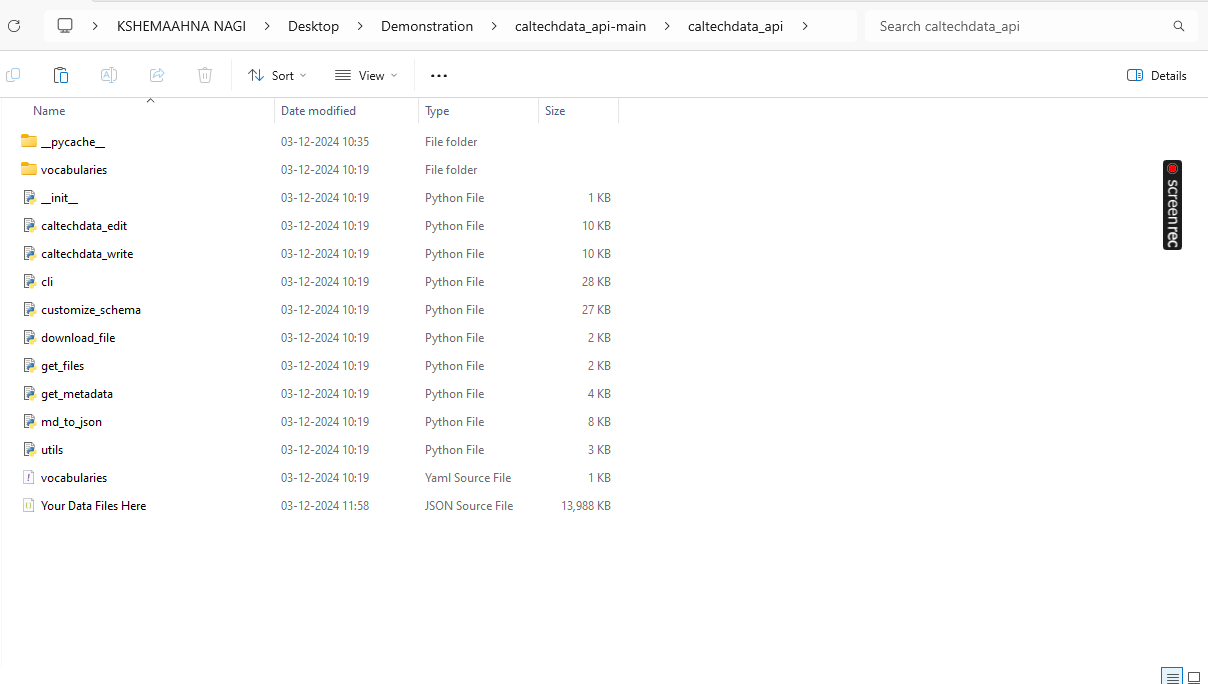 KSHEMAAHNA NAGI > Desktop > Demonstration > caltechdata_api-main > caltechdata_api > Search caltechdata_api
Sort View ... Details
Name Date modified Type Size
__pycache__ 03-12-2024 10:35 File folder
vocabularies 03-12-2024 10:19 File folder
__init__ 03-12-2024 10:19 Python File 1 KB
caltechdata_edit 03-12-2024 10:19 Python File 10 KB
caltechdata_write 03-12-2024 10:19 Python File 10 KB
cli 03-12-2024 10:19 Python File 28 KB
customize_schema 03-12-2024 10:19 Python File 27 KB
download_file 03-12-2024 10:19 Python File 2 KB
get_files 03-12-2024 10:19 Python File 2 KB
get_metadata 03-12-2024 10:19 Python File 4 KB
md_to_json 03-12-2024 10:19 Python File 8 KB
utils 03-12-2024 10:19 Python File 3 KB
vocabularies 03-12-2024 10:19 Yaml Source File 1 KB
Your Data Files Here 03-12-2024 11:58 JSON Source File 13,988 KB
screenrec